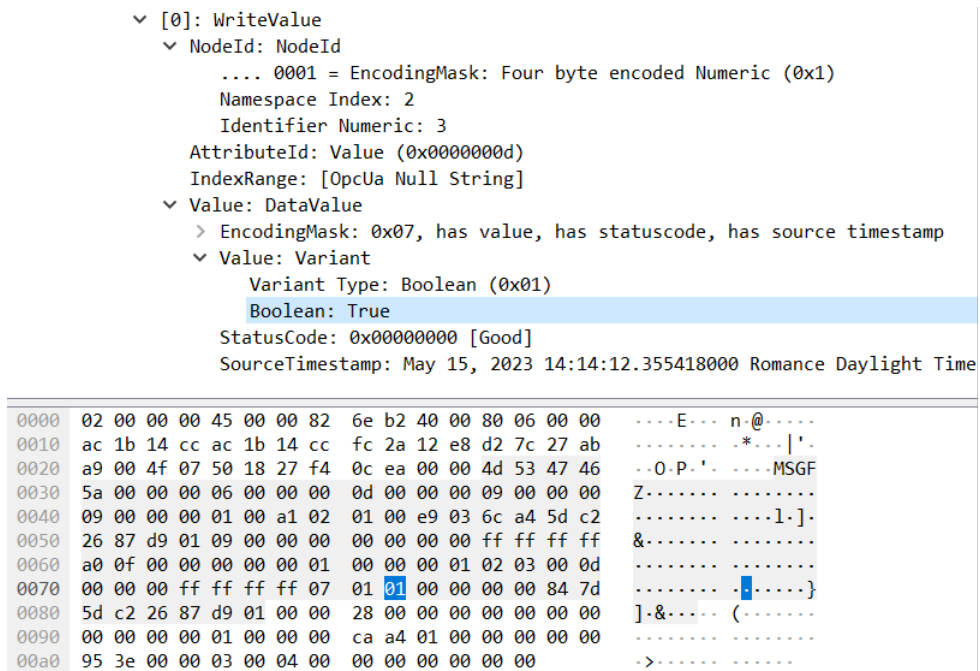 [0]: WriteValue
NodeId: NodeId
.... 0001 = EncodingMask: Four byte encoded Numeric (0x1)
Namespace Index: 2
Identifier Numeric: 3
AttributeId: Value (0x0000000d)
IndexRange: [OpcUa Null String]
Value: DataValue
EncodingMask: 0x07, has value, has statuscode, has source timestamp
Value: Variant
Variant Type: Boolean (0x01)
Boolean: True
StatusCode: 0x00000000 [Good]
SourceTimestamp: May 15, 2023 14:14:12.355418000 Romance Daylight Time
0000 02 00 00 00 45 00 00 82 6e b2 40 00 80 06 00 00 ····E··· n·@·····
0010 ac 1b 14 cc ac 1b 14 cc fc 2a 12 e8 d2 7c 27 ab ········ ·*···|'·
0020 a9 00 4f 07 50 18 27 f4 0c ea 00 00 4d 53 47 46 ··O·P·'· ····MSGF
0030 5a 00 00 00 06 00 00 00 0d 00 00 00 09 00 00 00 Z······· ········
0040 09 00 00 00 01 00 a1 02 01 00 e9 03 6c a4 5d c2 ········ ····l·]·
0050 26 87 d9 01 09 00 00 00 00 00 00 00 ff ff ff ff &······· ········
0060 a0 0f 00 00 00 00 00 01 00 00 00 01 02 03 00 0d ········ ········
0070 00 00 00 ff ff ff ff 07 01 01 00 00 00 00 84 7d ········ ·······}
0080 5d c2 26 87 d9 01 00 00 28 00 00 00 00 00 00 00 ]·&····· (·······
0090 00 00 00 00 01 00 00 00 ca a4 01 00 00 00 00 00 ········ ········
00a0 95 3e 00 00 03 00 04 00 00 00 00 00 00 00 ·>······ ······